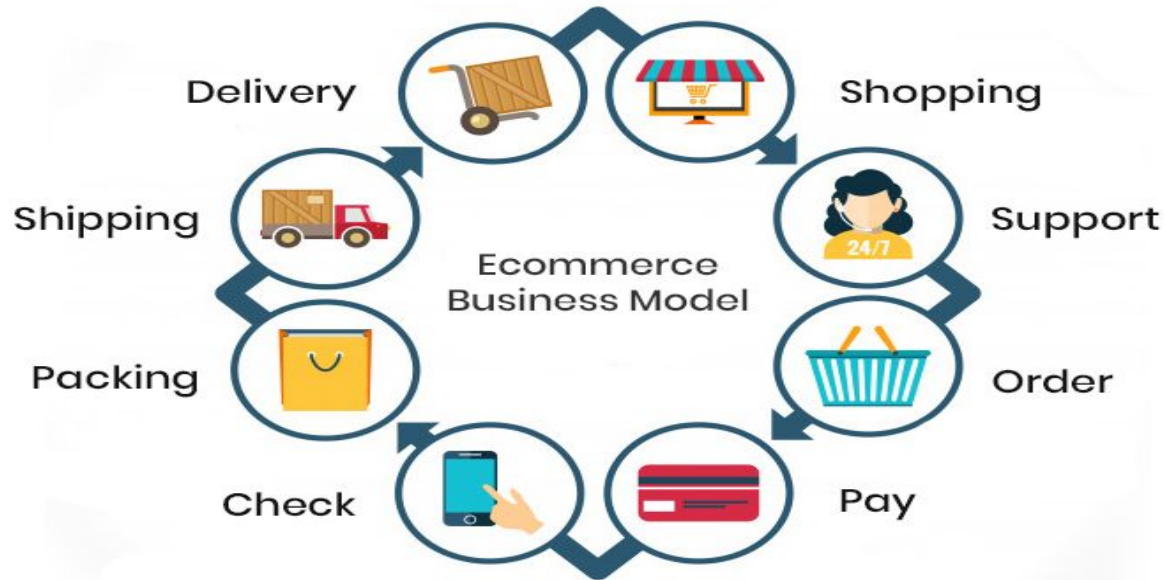 Delivery
Shopping
Shipping
Support
24/7
Ecommerce
Business Model
Packing
Order
Check
Pay